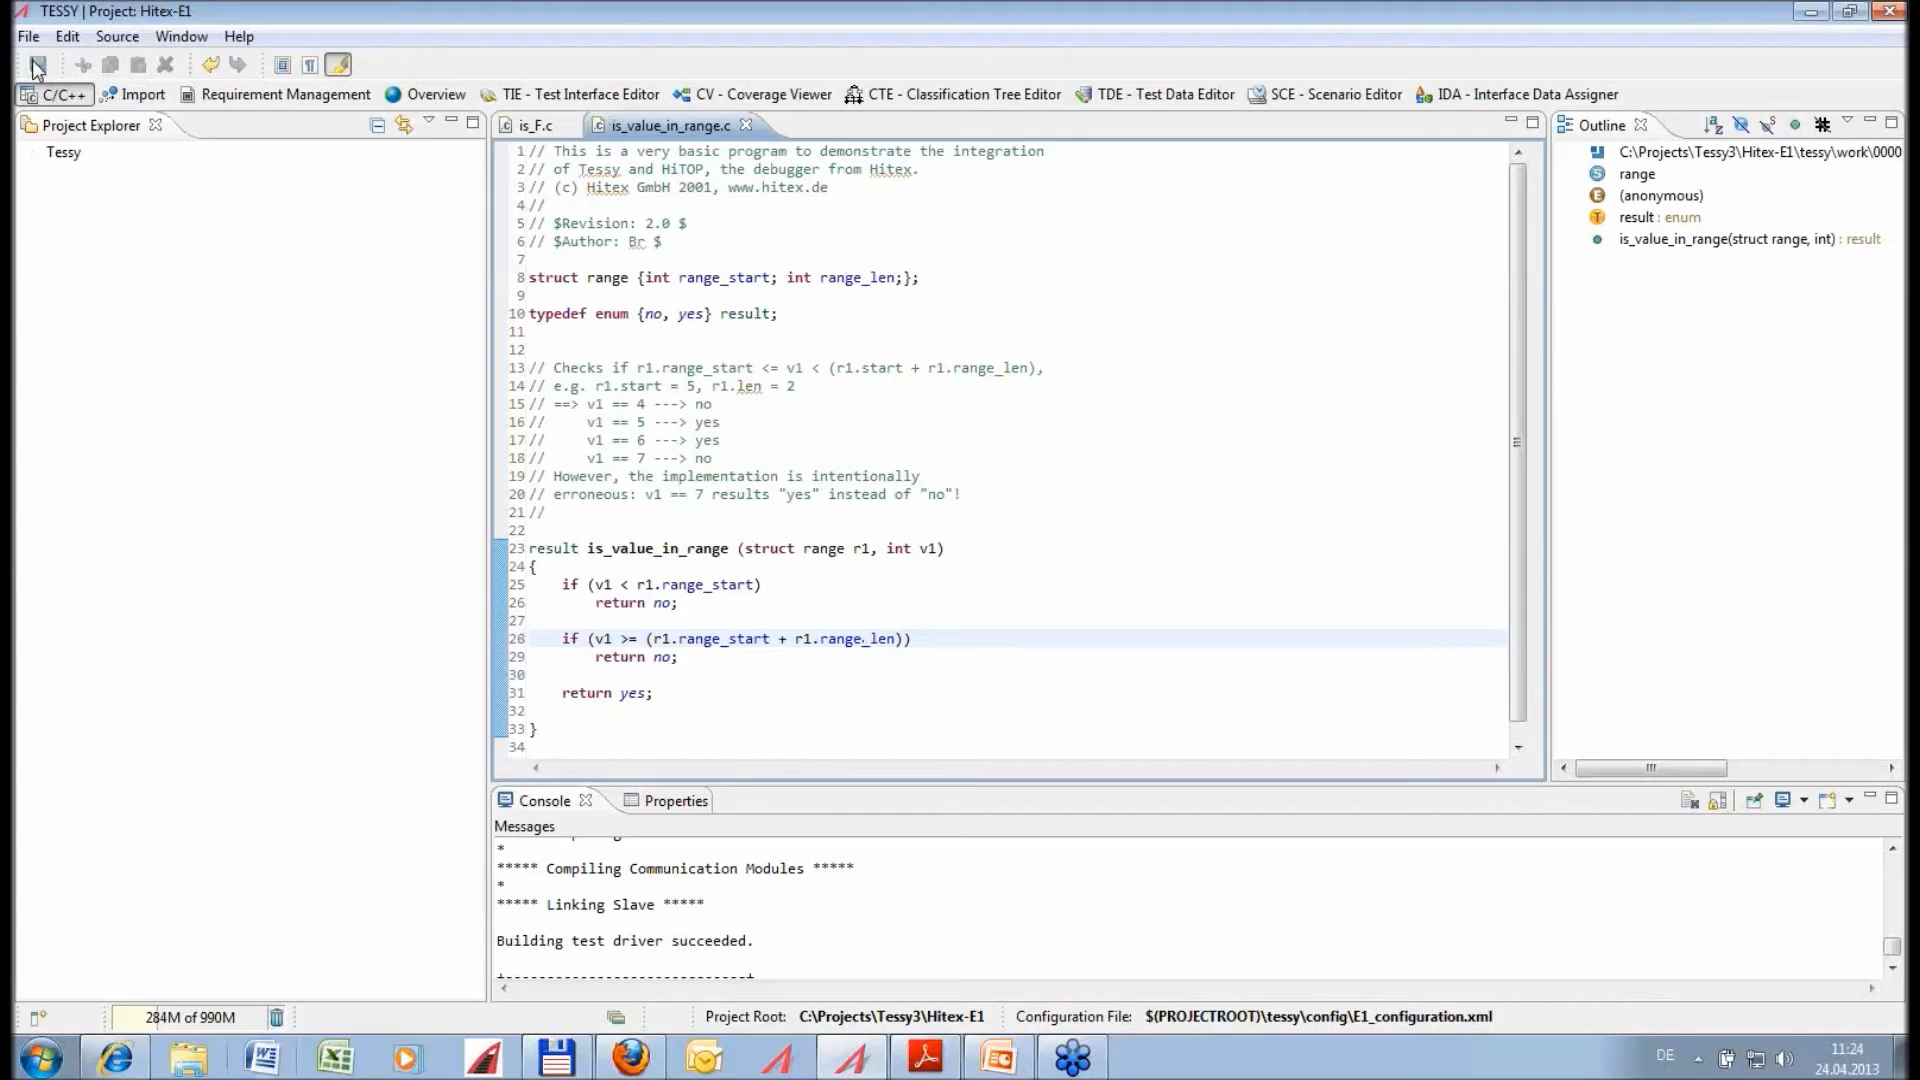 TESSY | Project: Hitex-E1
File Edit Source Window Help
C/C++ Import Requirement Management Overview TIE - Test Interface Editor CV - Coverage Viewer CTE - Classification Tree Editor TDE - Test Data Editor SCE - Scenario Editor IDA - Interface Data Assigner
Project Explorer
Tessy
is_F.c is_value_in_range.c
1 // This is a very basic program to demonstrate the integration
2 // of Tessy and HiTOP, the debugger from Hitex.
3 // (c) Hitex GmbH 2001, www.hitex.de
4 //
5 // $Revision: 2.0 $
6 // $Author: Br $
7
8 struct range {int range_start; int range_len;};
9
10 typedef enum {no, yes} result;
11
12
13 // Checks if r1.range_start <= v1 < (r1.start + r1.range_len),
14 // e.g. r1.start = 5, r1.len = 2
15 // ==> v1 == 4 ---> no
16 // v1 == 5 ---> yes
17 // v1 == 6 ---> yes
18 // v1 == 7 ---> no
19 // However, the implementation is intentionally
20 // erroneous: v1 == 7 results "yes" instead of "no"!
21 //
22
23 result is_value_in_range (struct range r1, int v1)
24 {
25 if (v1 < r1.range_start)
26 return no;
27
28 if (v1 >= (r1.range_start + r1.range_len))
29 return no;
30
31 return yes;
32
33 }
34
Outline
C:\Projects\Tessy3\Hitex-E1\tessy\work\0000
range
(anonymous)
result : enum
is_value_in_range(struct range, int) : result
Console Properties
Messages
*
***** Compiling Communication Modules *****
*
***** Linking Slave *****
Building test driver succeeded.
+-----------------------------+
284M of 990M Project Root: C:\Projects\Tessy3\Hitex-E1 Configuration File: $(PROJECTROOT)\tessy\config\E1_configuration.xml
DE 11:24
24.04.2013